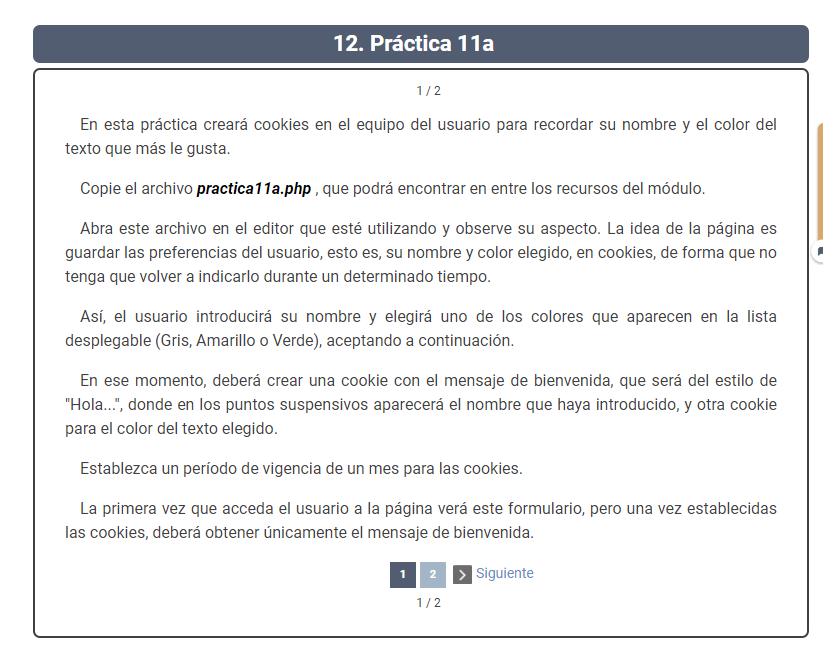 12. Práctica 11a
1 / 2
En esta práctica creará cookies en el equipo del usuario para recordar su nombre y el color del
texto que más le gusta.
Copie el archivo practica11a.php , que podrá encontrar en entre los recursos del módulo.
Abra este archivo en el editor que esté utilizando y observe su aspecto. La idea de la página es
guardar las preferencias del usuario, esto es, su nombre y color elegido, en cookies, de forma que no
tenga que volver a indicarlo durante un determinado tiempo.
Así, el usuario introducirá su nombre y elegirá uno de los colores que aparecen en la lista
desplegable (Gris, Amarillo o Verde), aceptando a continuación.
En ese momento, deberá crear una cookie con el mensaje de bienvenida, que será del estilo de
"Hola...", donde en los puntos suspensivos aparecerá el nombre que haya introducido, y otra cookie
para el color del texto elegido.
Establezca un período de vigencia de un mes para las cookies.
La primera vez que acceda el usuario a la página verá este formulario, pero una vez establecidas
las cookies, deberá obtener únicamente el mensaje de bienvenida.
1 2 Siguiente
1 / 2